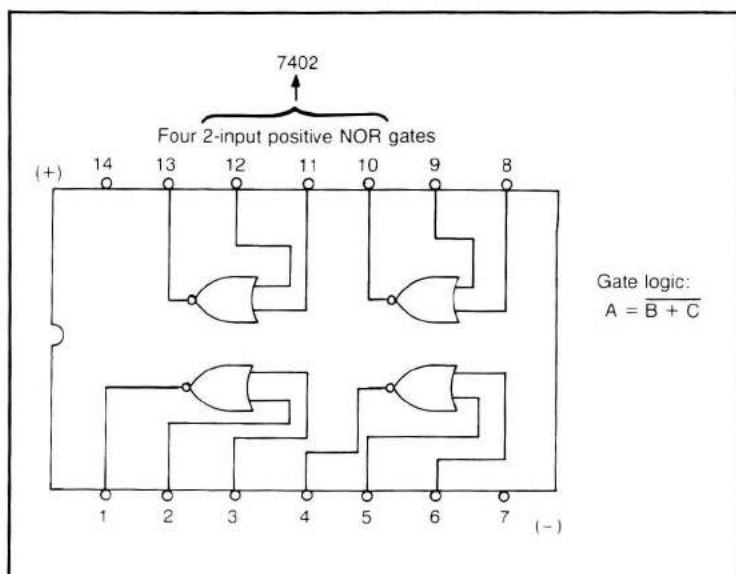 7402
Four 2-input positive NOR gates
(+) 14 13 12 11 10 9 8
Gate logic:
A = B + C
1 2 3 4 5 6 7 (−)